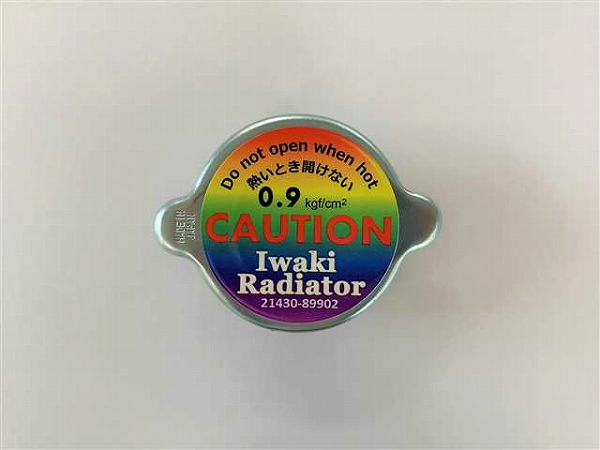 Do not open when hot
熱いとき開けない
0.9 kgf/cm²
CAUTION
Iwaki
Radiator
21430-89902
MADE IN
JAPAN